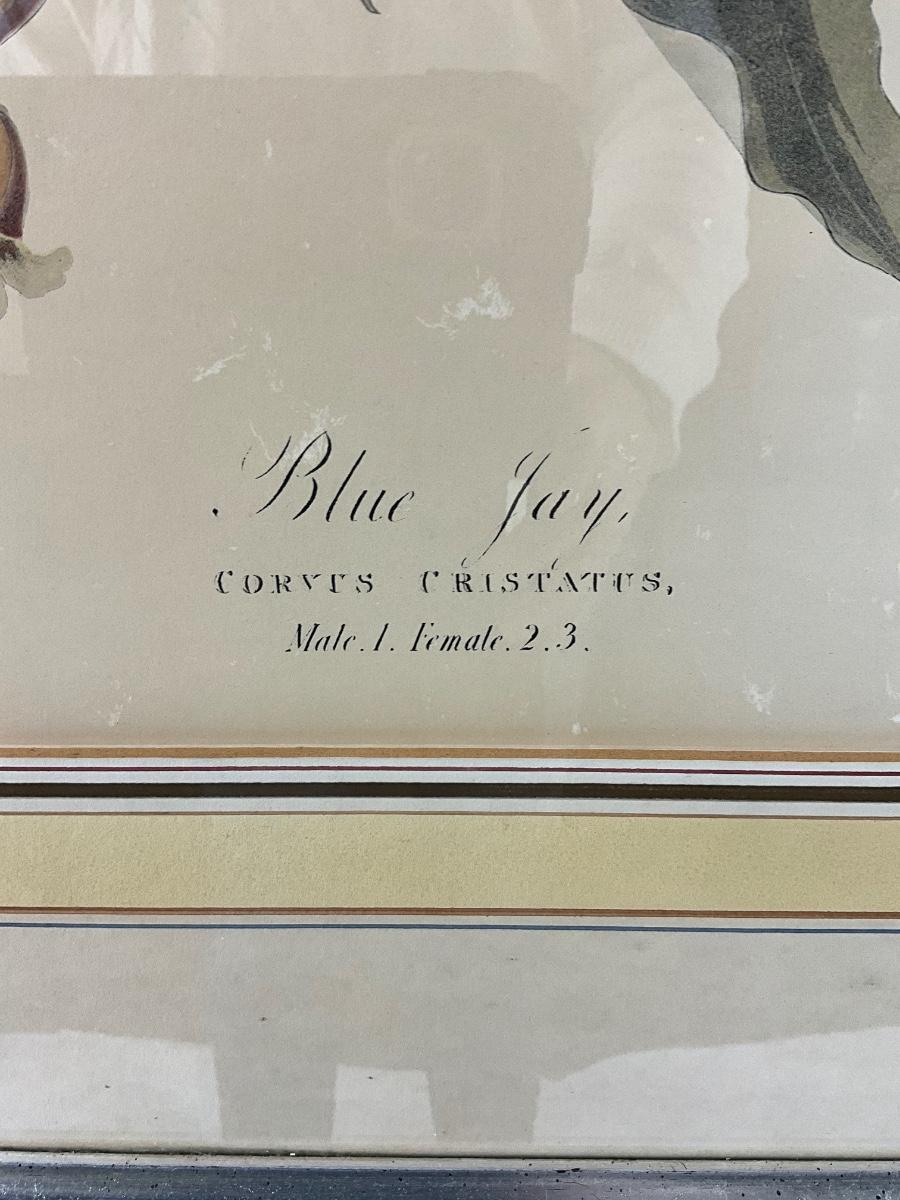 Blue Jay,
CORVUS CRISTATUS,
Male. 1. Female. 2. 3.